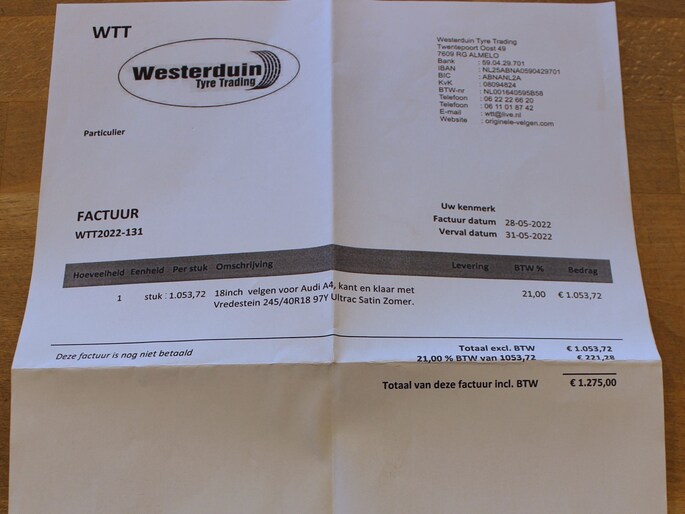 WTT
Westerduin
Tyre Trading
Westerduin Tyre Trading
Twentepoort Oost 49
7609 RG ALMELO
Bank : 59.04.29.701
IBAN : NL25ABNA0590429701
BIC : ABNANL2A
KvK : 08094824
BTW-nr : NL001640595B58
Telefoon : 06 22 22 66 20
Telefoon : 06 11 01 87 42
E-mail : wtt@live.nl
Website : originele-velgen.com
Particulier
FACTUUR
WTT2022-131
Uw kenmerk
Factuur datum 28-05-2022
Verval datum 31-05-2022
Hoeveelheid Eenheid Per stuk Omschrijving Levering BTW % Bedrag
1 stuk 1.053,72 18inch velgen voor Audi A4, kant en klaar met 21,00 € 1.053,72
Vredestein 245/40R18 97Y Ultrac Satin Zomer.
Deze factuur is nog niet betaald
Totaal excl. BTW € 1.053,72
21,00 % BTW van 1053,72 € 221,28
Totaal van deze factuur incl. BTW € 1.275,00